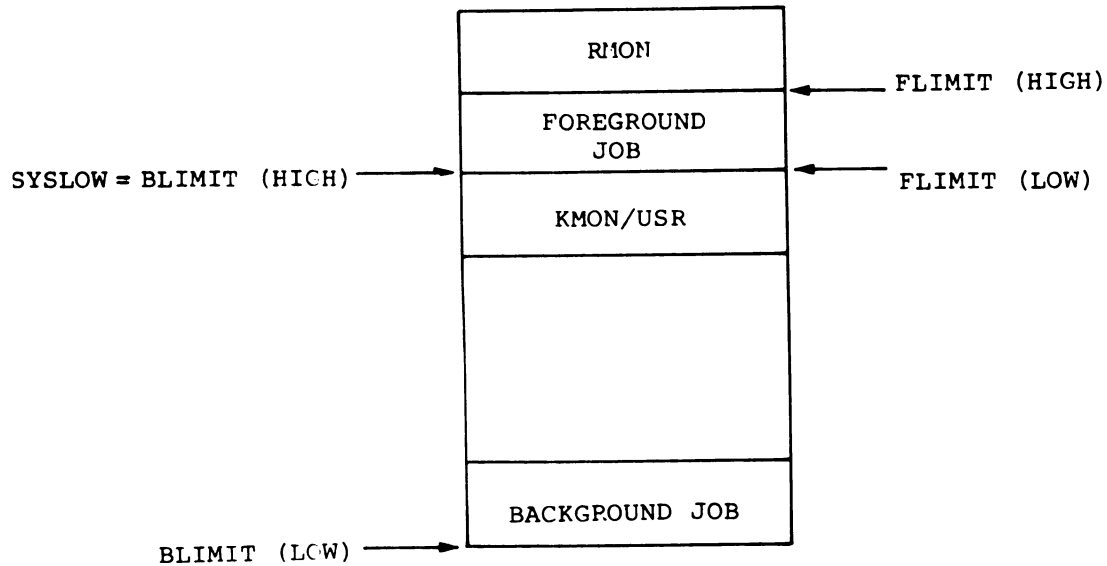 RMON
FLIMIT (HIGH)
FOREGROUND
JOB
SYSLOW = BLIMIT (HIGH)
FLIMIT (LOW)
KMON/USR
BACKGROUND JOB
BLIMIT (LOW)